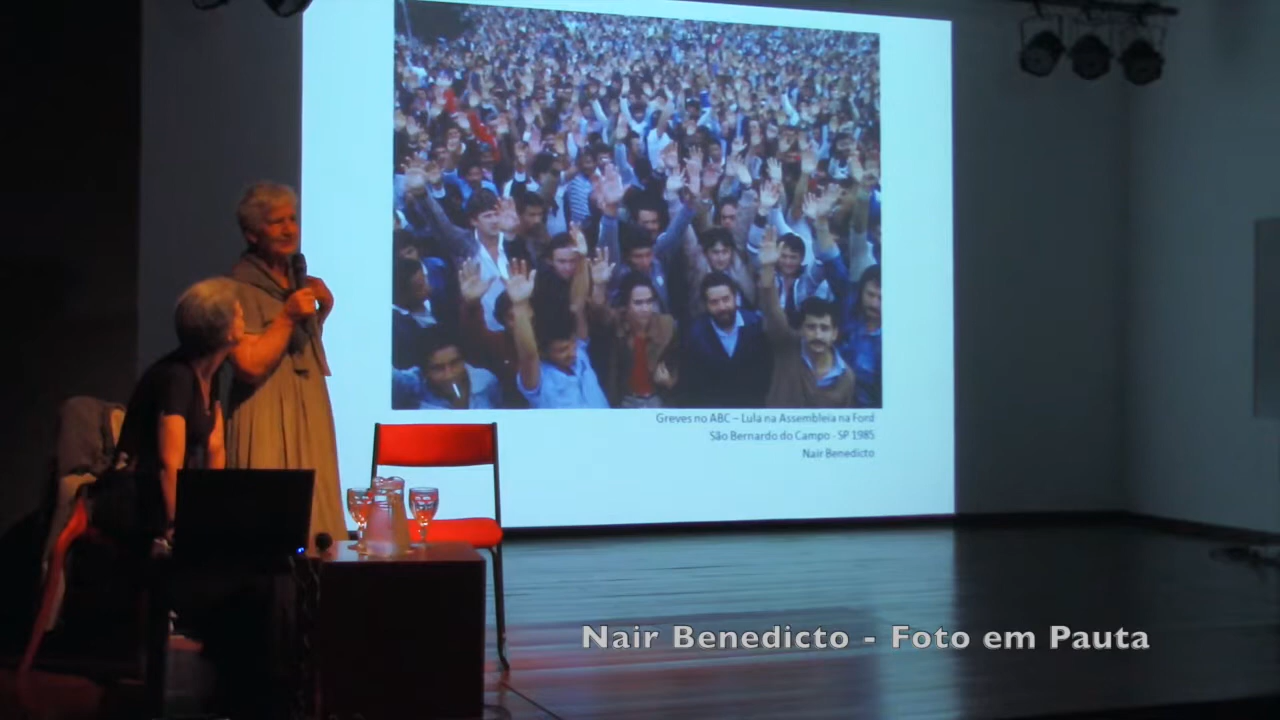 Greves no ABC – Lula na Assembleia na Ford
São Bernardo do Campo - SP 1985
Nair Benedicto
Nair Benedicto - Foto em Pauta